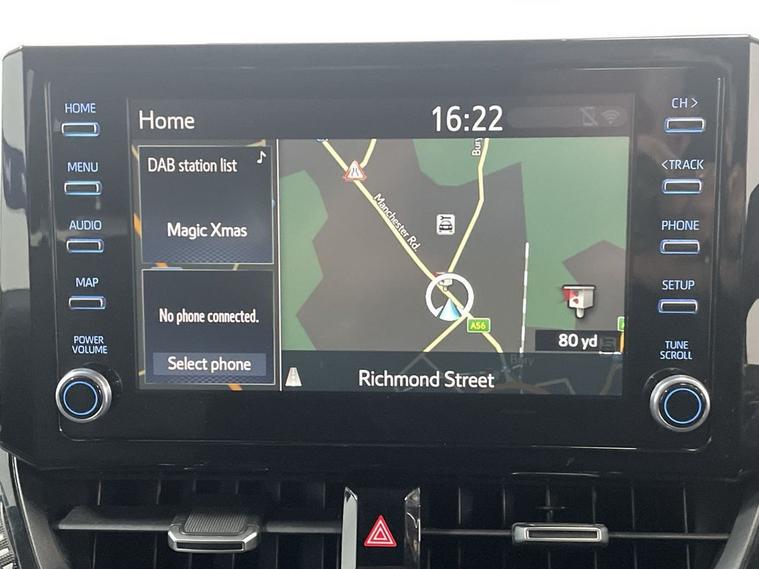 HOME
MENU
AUDIO
MAP
POWER
VOLUME
Home
16:22
DAB station list
Magic Xmas
No phone connected.
Select phone
Manchester Rd.
Bury
A56
80 yd
Richmond Street
CH >
< TRACK
PHONE
SETUP
TUNE
SCROLL